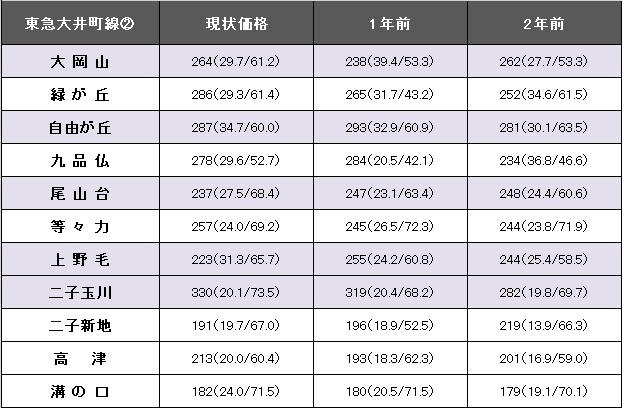 東急大井町線② 現状価格 1年前 2年前
大岡山 264(29.7/61.2) 238(39.4/53.3) 262(27.7/53.3)
緑が丘 286(29.3/61.4) 265(31.7/43.2) 252(34.6/61.5)
自由が丘 287(34.7/60.0) 293(32.9/60.9) 281(30.1/63.5)
九品仏 278(29.6/52.7) 284(20.5/42.1) 234(36.8/46.6)
尾山台 237(27.5/68.4) 247(23.1/63.4) 248(24.4/60.6)
等々力 257(24.0/69.2) 245(26.5/72.3) 244(23.8/71.9)
上野毛 223(31.3/65.7) 255(24.2/60.8) 244(25.4/58.5)
二子玉川 330(20.1/73.5) 319(20.4/68.2) 282(19.8/69.7)
二子新地 191(19.7/67.0) 196(18.9/52.5) 219(13.9/66.3)
高 津 213(20.0/60.4) 193(18.3/62.3) 201(16.9/59.0)
溝の口 182(24.0/71.5) 180(20.5/71.5) 179(19.1/70.1)